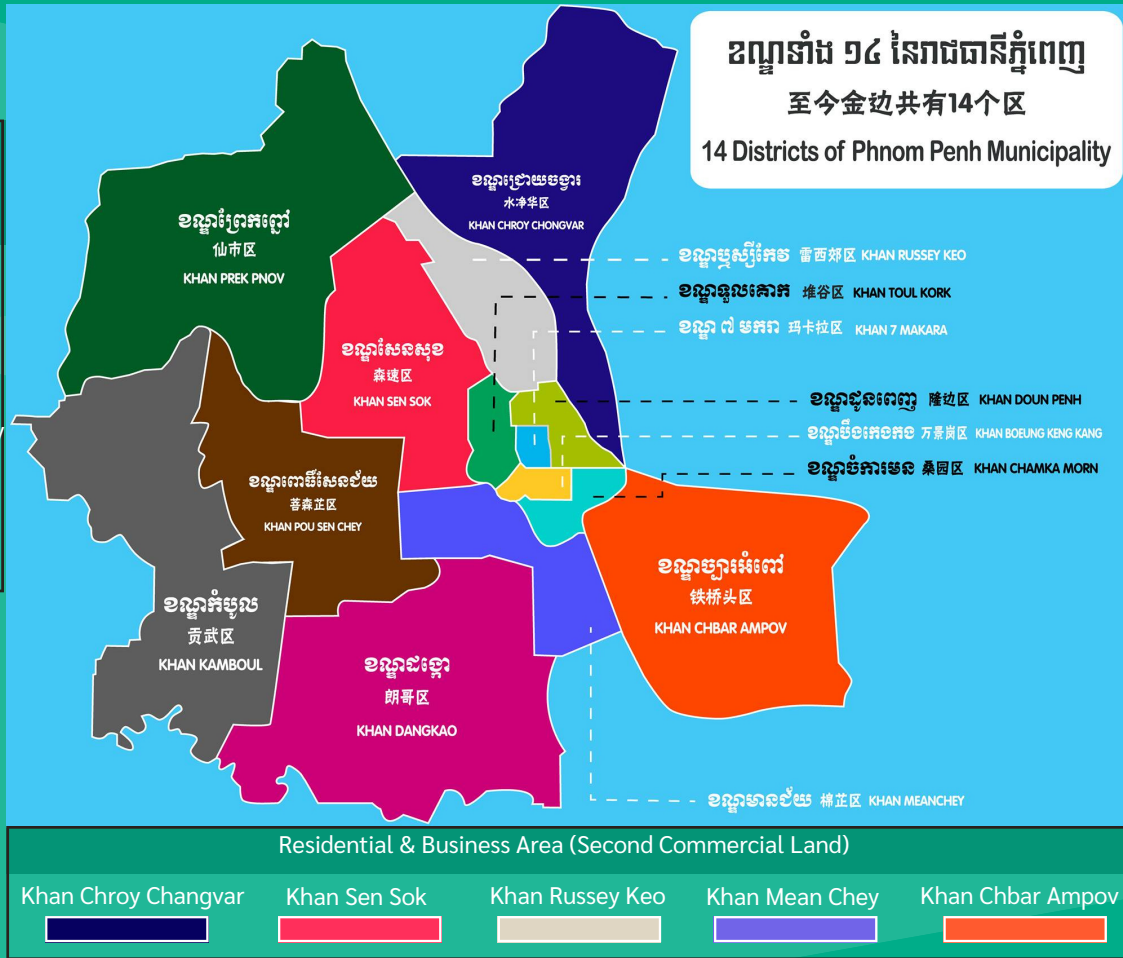 ខណ្ឌទាំង ១៤ នៃរាជធានីភ្នំពេញ
至今金边共有14个区
14 Districts of Phnom Penh Municipality
ខណ្ឌជ្រោយចង្វារ
水净华区
KHAN CHROY CHONGVAR
ខណ្ឌព្រែកព្នៅ
仙市区
KHAN PREK PNOV
ខណ្ឌឫស្សីកែវ 雷西郊区 KHAN RUSSEY KEO
ខណ្ឌទួលគោក 堆谷区 KHAN TOUL KORK
ខណ្ឌ ៧ មករា 玛卡拉区 KHAN 7 MAKARA
ខណ្ឌសែនសុខ
森速区
KHAN SEN SOK
ខណ្ឌដូនពេញ 隆边区 KHAN DOUN PENH
ខណ្ឌបឹងកេងកង 万景岗区 KHAN BOEUNG KENG KANG
ខណ្ឌចំការមន 桑园区 KHAN CHAMKA MORN
ខណ្ឌពោធិ៍សែនជ័យ
菩森芷区
KHAN POU SEN CHEY
ខណ្ឌច្បារអំពៅ
铁桥头区
KHAN CHBAR AMPOV
ខណ្ឌកំបូល
贡武区
KHAN KAMBOUL
ខណ្ឌដង្កោ
朗哥区
KHAN DANGKAO
ខណ្ឌមានជ័យ 棉芷区 KHAN MEANCHEY
Residential & Business Area (Second Commercial Land)
Khan Chroy Changvar Khan Sen Sok Khan Russey Keo Khan Mean Chey Khan Chbar Ampov